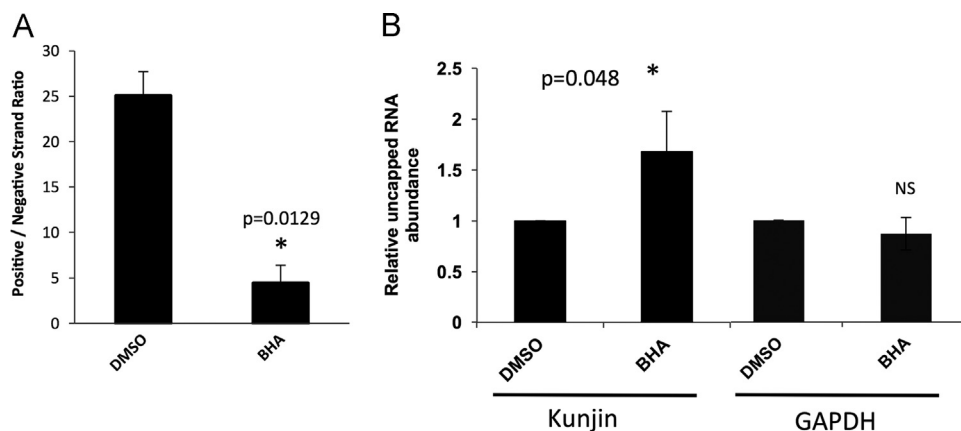 A
Positive / Negative Strand Ratio
30
25
20
15
10
5
0
p=0.0129
*
DMSO
BHA
B
Relative uncapped RNA
abundance
2.5
2
1.5
1
0.5
0
p=0.048
*
NS
DMSO
BHA
DMSO
BHA
Kunjin
GAPDH